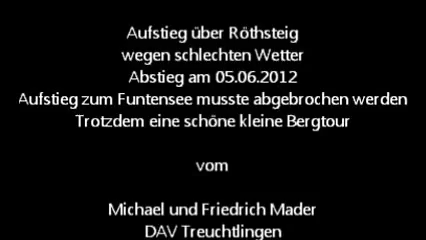 Aufstieg über Röthsteig
wegen schlechten Wetter
Abstieg am 05.06.2012
Aufstieg zum Funtensee musste abgebrochen werden
Trotzdem eine schöne kleine Bergtour
vom
Michael und Friedrich Mader
DAV Treuchtlingen